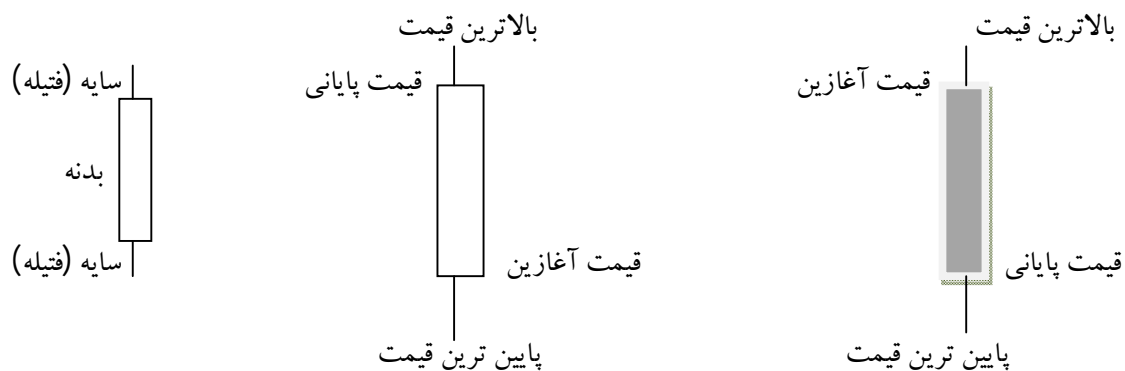 بالاترین قیمت
قیمت آغازین
قیمت پایانی
پایین ترین قیمت
بالاترین قیمت
قیمت پایانی
قیمت آغازین
پایین ترین قیمت
سایه (فتیله)
بدنه
سایه (فتیله)